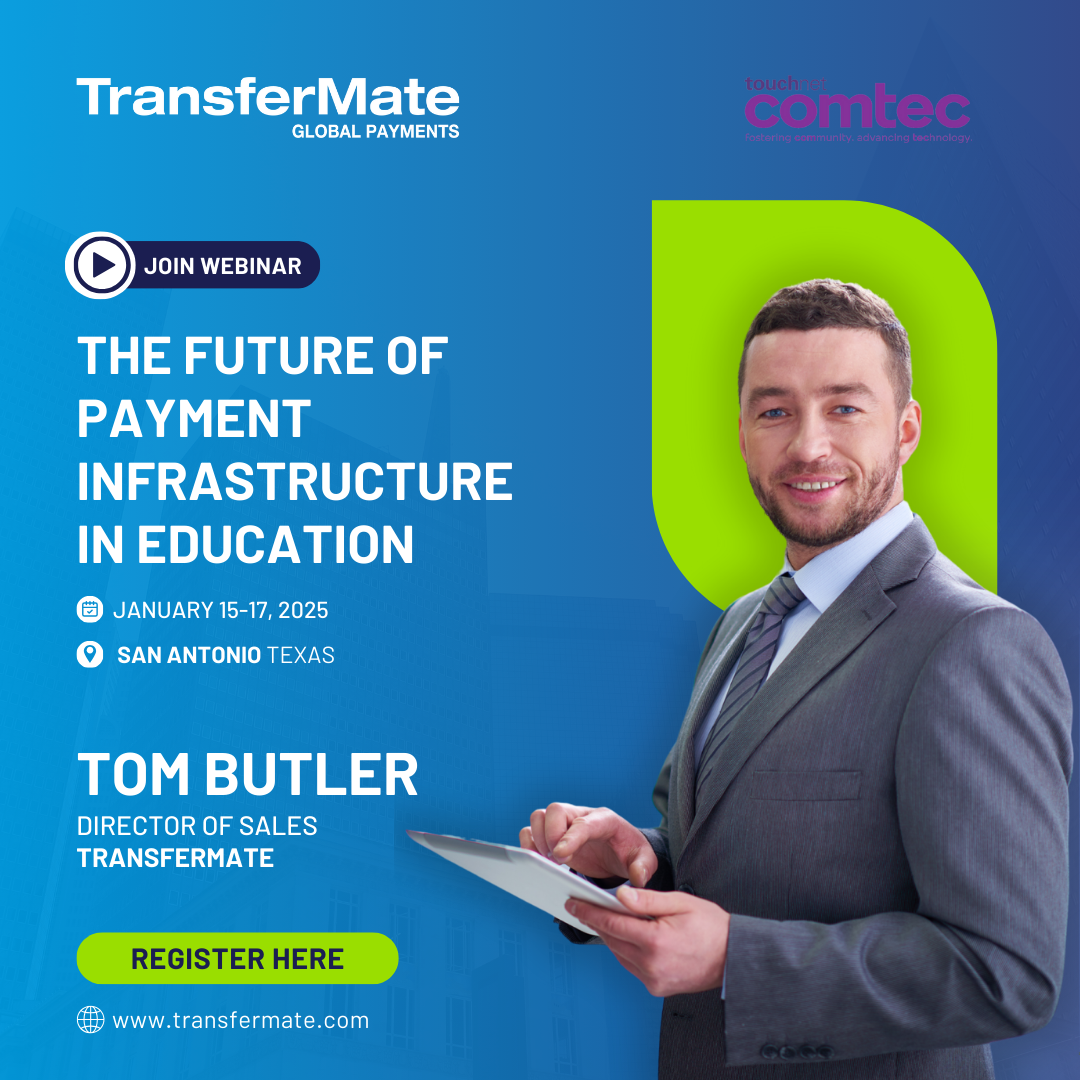 TransferMate
GLOBAL PAYMENTS
touchnet
comtec
fostering community. advancing technology.
JOIN WEBINAR
THE FUTURE OF
PAYMENT
INFRASTRUCTURE
IN EDUCATION
JANUARY 15-17, 2025
SAN ANTONIO TEXAS
TOM BUTLER
DIRECTOR OF SALES
TRANSFERMATE
REGISTER HERE
www.transfermate.com